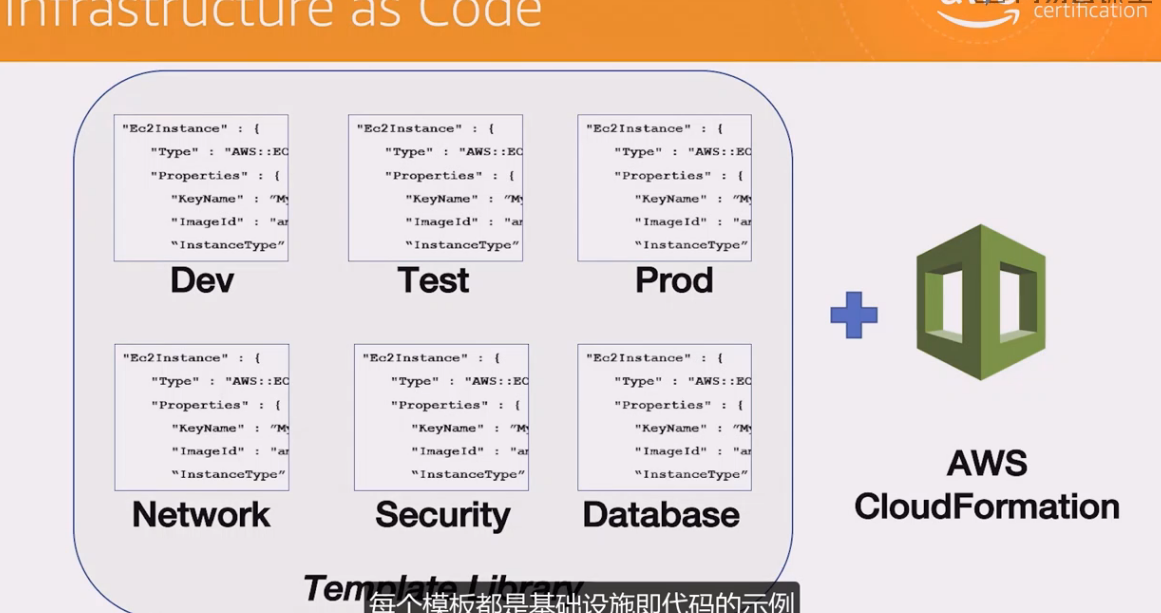 Infrastructure as Code
certification
"Ec2Instance" : {
"Type" : "AWS::EC
"Properties" : {
"KeyName" : "My
"ImageId" : "am
"InstanceType"
Dev
"Ec2Instance" : {
"Type" : "AWS::EC
"Properties" : {
"KeyName" : "My
"ImageId" : "am
"InstanceType"
Test
"Ec2Instance" : {
"Type" : "AWS::EC
"Properties" : {
"KeyName" : "My
"ImageId" : "am
"InstanceType"
Prod
"Ec2Instance" : {
"Type" : "AWS::EC
"Properties" : {
"KeyName" : "My
"ImageId" : "am
"InstanceType"
Network
"Ec2Instance" : {
"Type" : "AWS::EC
"Properties" : {
"KeyName" : "My
"ImageId" : "am
"InstanceType"
Security
"Ec2Instance" : {
"Type" : "AWS::EC
"Properties" : {
"KeyName" : "My
"ImageId" : "am
"InstanceType"
Database
AWS
CloudFormation
Template Library
每个模板都是基础设施即代码的示例